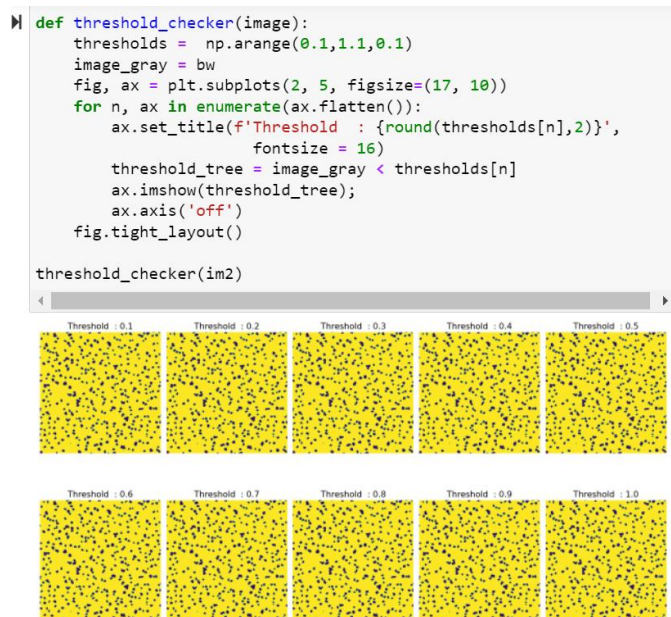 def threshold_checker(image):
    thresholds =  np.arange(0.1,1.1,0.1)
    image_gray = bw
    fig, ax = plt.subplots(2, 5, figsize=(17, 10))
    for n, ax in enumerate(ax.flatten()):
        ax.set_title(f'Threshold  : {round(thresholds[n],2)}',
                     fontsize = 16)
        threshold_tree = image_gray < thresholds[n]
        ax.imshow(threshold_tree);
        ax.axis('off')
    fig.tight_layout()

threshold_checker(im2)
Threshold : 0.1 Threshold : 0.2 Threshold : 0.3 Threshold : 0.4 Threshold : 0.5
Threshold : 0.6 Threshold : 0.7 Threshold : 0.8 Threshold : 0.9 Threshold : 1.0